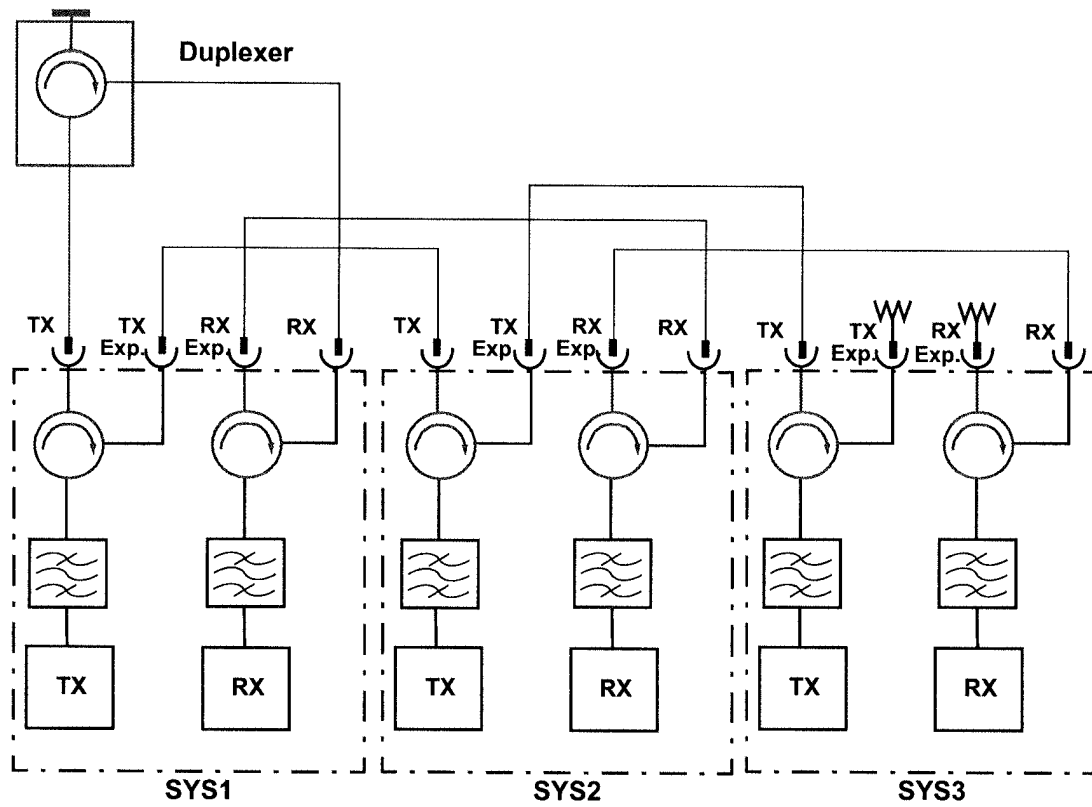 Duplexer
TX TX Exp. RX Exp. RX TX TX Exp. RX Exp. RX TX TX Exp. RX Exp. RX
TX RX TX RX TX RX
SYS1 SYS2 SYS3